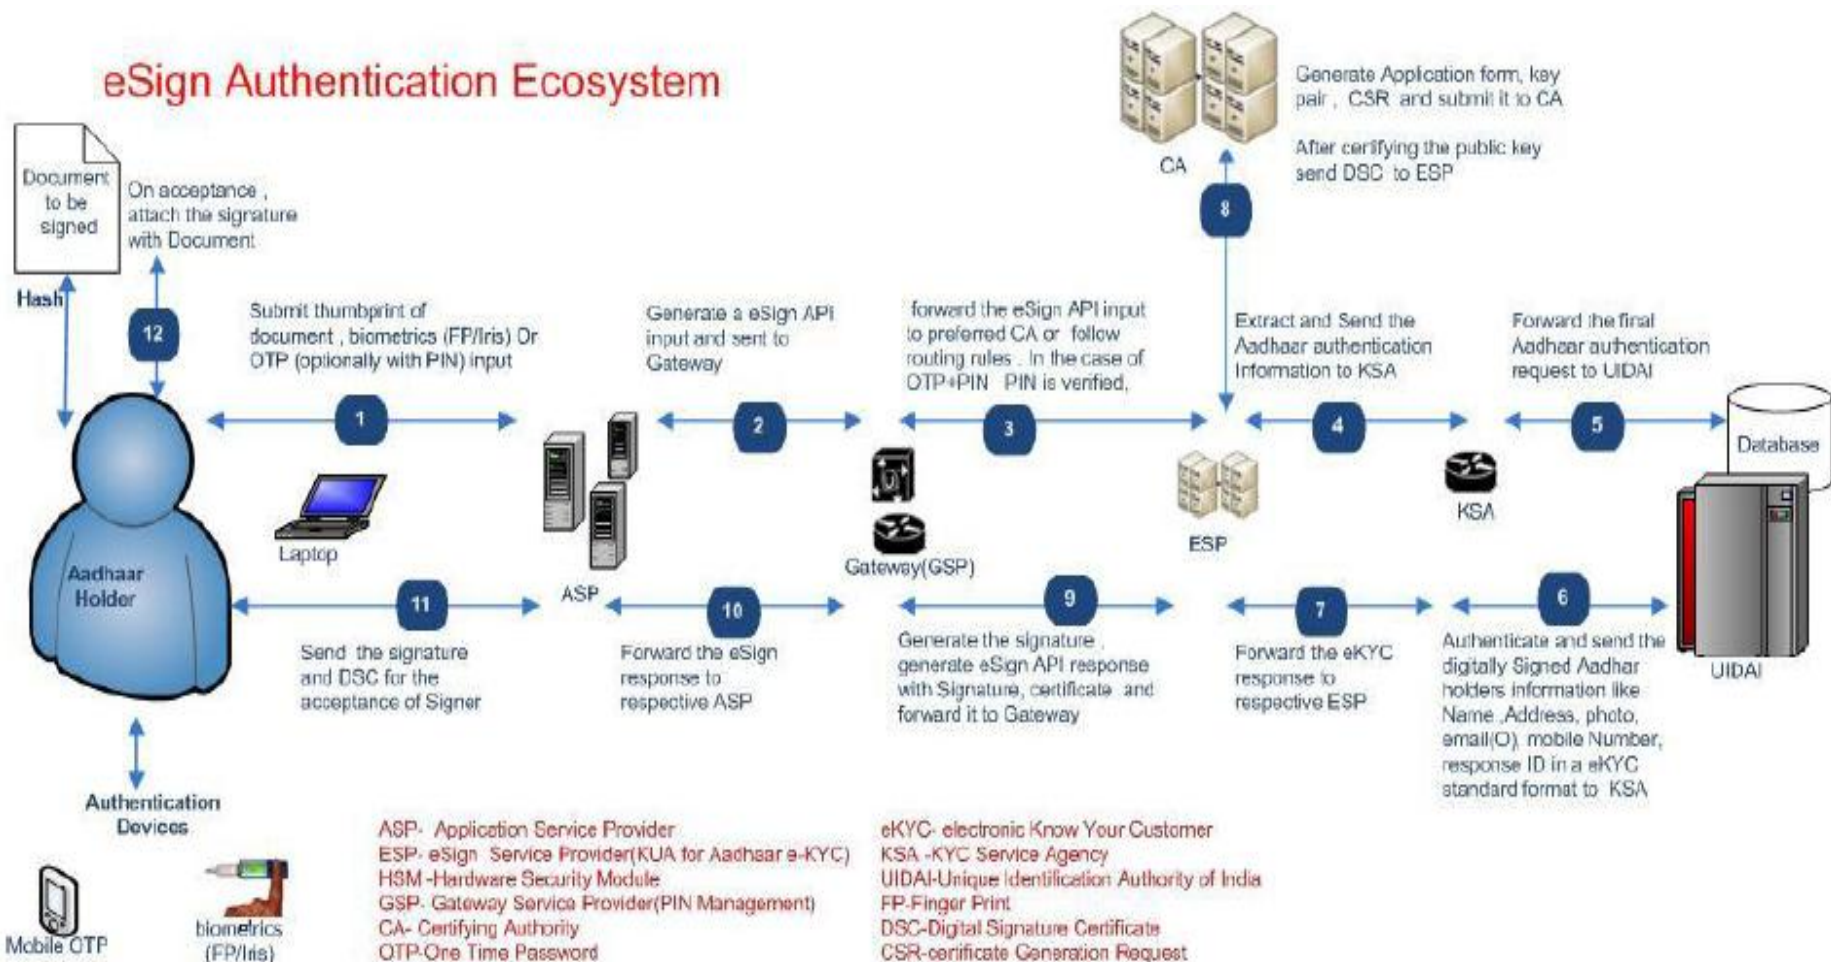 eSign Authentication Ecosystem
Generate Application form, key
pair , CSR and submit it to CA
After certifying the public key
send DSC to ESP
CA
8
Document
to be
signed
Hash
On acceptance ,
attach the signature
with Document
12
Submit thumbprint of
document , biometrics (FP/Iris) Or
OTP (optionally with PIN) input
1
Generate a eSign API
input and sent to
Gateway
2
forward the eSign API input
to preferred CA or follow
routing rules . In the case of
OTP+PIN PIN is verified,
3
Extract and Send the
Aadhaar authentication
Information to KSA
4
Forward the final
Aadhaar authentication
request to UIDAI
5
Database
Laptop
ASP
Gateway(GSP)
ESP
KSA
UIDAI
Aadhaar
Holder
11
Send the signature
and DSC for the
acceptance of Signer
10
Forward the eSign
response to
respective ASP
9
Generate the signature ,
generate eSign API response
with Signature, certificate and
forward it to Gateway
7
Forward the eKYC
response to
respective ESP
6
Authenticate and send the
digitally Signed Aadhar
holders information like
Name ,Address, photo,
email(O), mobile Number,
response ID in a eKYC
standard format to KSA
Authentication
Devices
Mobile OTP
biometrics
(FP/Iris)
ASP- Application Service Provider
ESP- eSign Service Provider(KUA for Aadhaar e-KYC)
HSM -Hardware Security Module
GSP- Gateway Service Provider(PIN Management)
CA- Certifying Authority
OTP-One Time Password
eKYC- electronic Know Your Customer
KSA -KYC Service Agency
UIDAI-Unique Identification Authority of India
FP-Finger Print
DSC-Digital Signature Certificate
CSR-certificate Generation Request